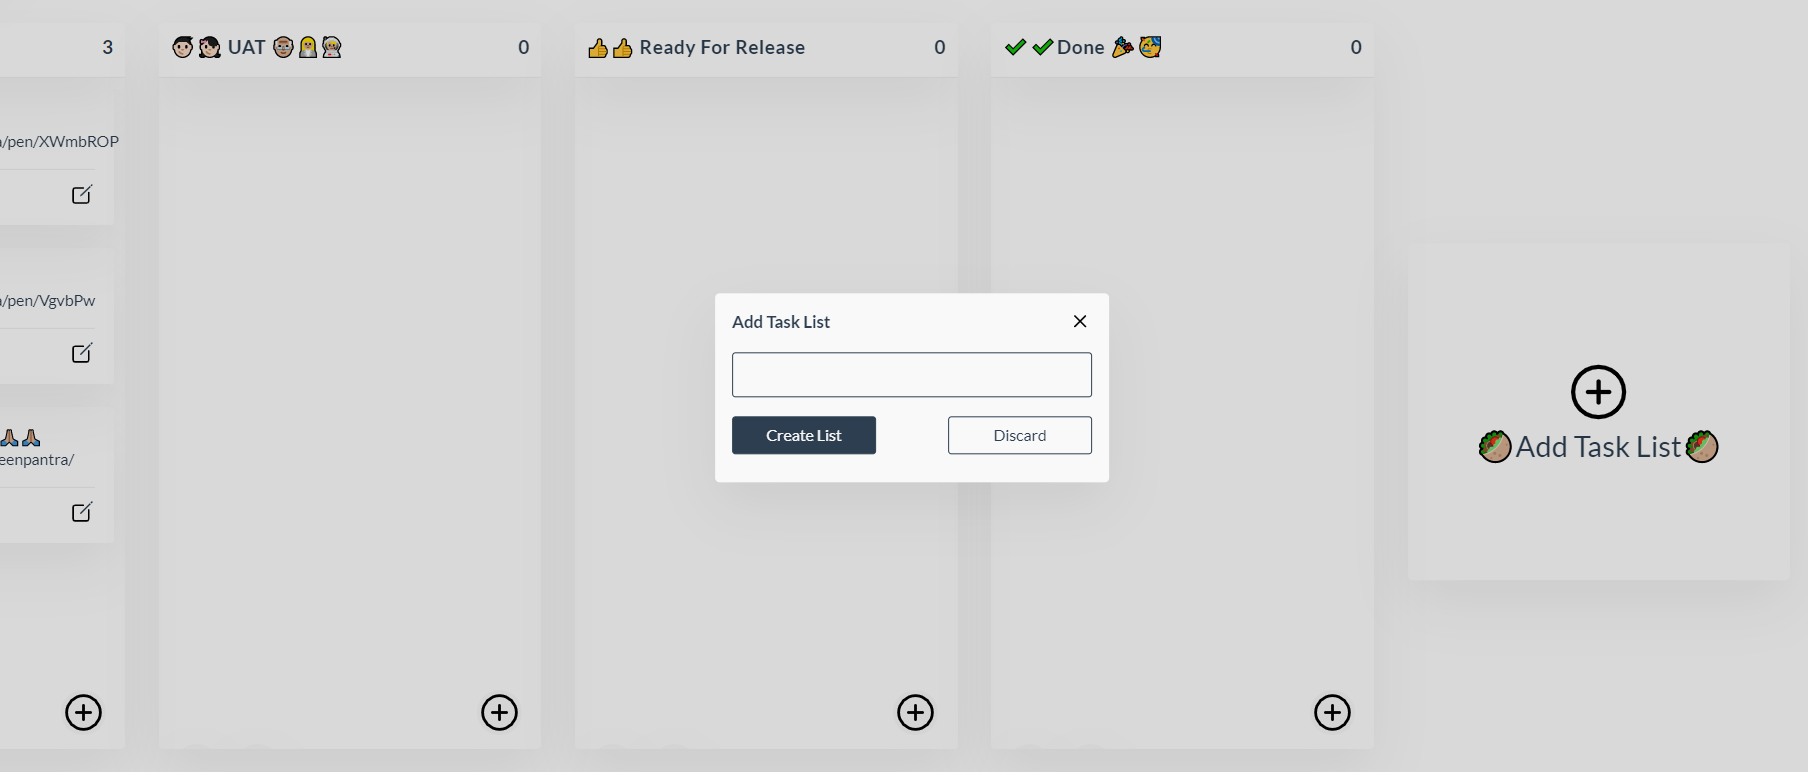 3
UAT
0
Ready For Release
0
Done
0
a/pen/XWmbROP
a/pen/VgvbPw
eenpantra/
Add Task List
Create List
Discard
Add Task List